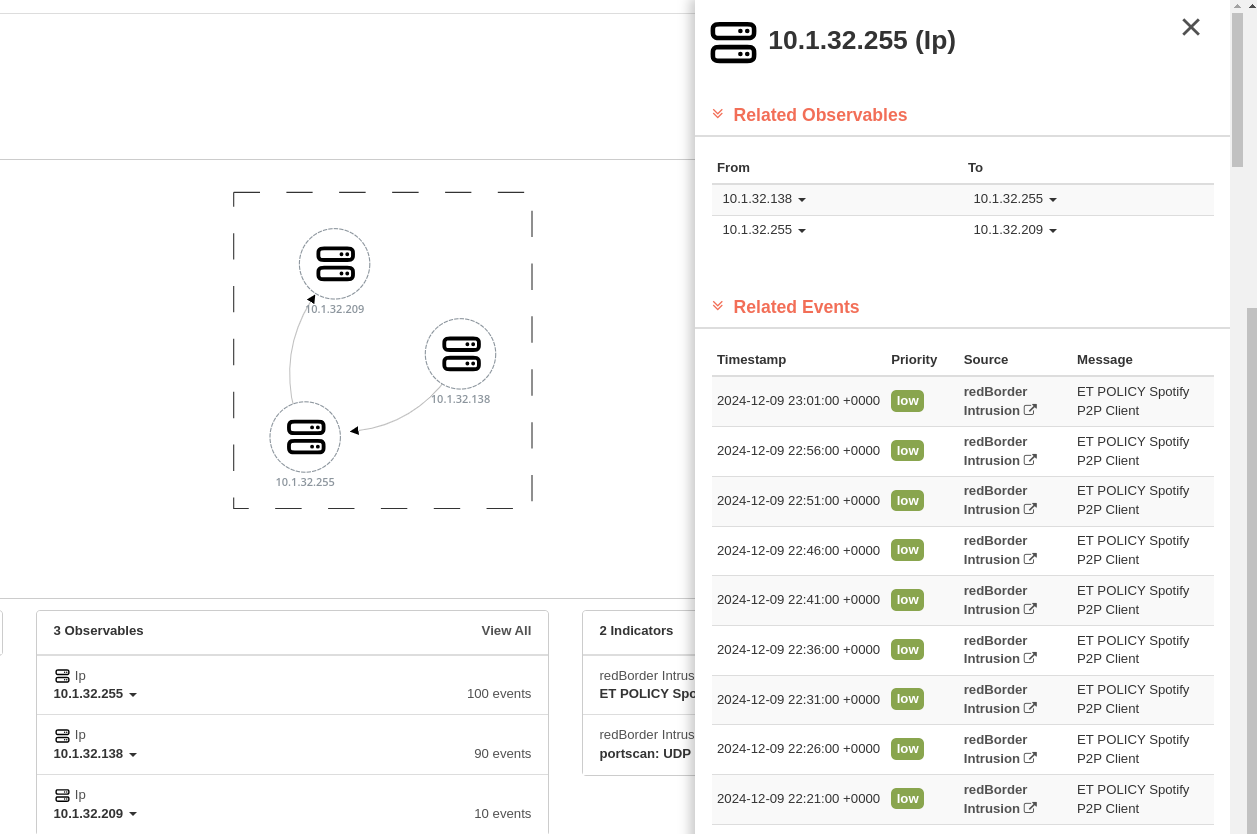 10.1.32.209
10.1.32.138
10.1.32.255
3 Observables View All
Ip
10.1.32.255 100 events
Ip
10.1.32.138 90 events
Ip
10.1.32.209 10 events
2 Indicators
redBorder Intrus
ET POLICY Spo
redBorder Intrus
portscan: UDP
10.1.32.255 (Ip)
Related Observables
From To
10.1.32.138 10.1.32.255
10.1.32.255 10.1.32.209
Related Events
Timestamp Priority Source Message
2024-12-09 23:01:00 +0000 low redBorder Intrusion ET POLICY Spotify P2P Client
2024-12-09 22:56:00 +0000 low redBorder Intrusion ET POLICY Spotify P2P Client
2024-12-09 22:51:00 +0000 low redBorder Intrusion ET POLICY Spotify P2P Client
2024-12-09 22:46:00 +0000 low redBorder Intrusion ET POLICY Spotify P2P Client
2024-12-09 22:41:00 +0000 low redBorder Intrusion ET POLICY Spotify P2P Client
2024-12-09 22:36:00 +0000 low redBorder Intrusion ET POLICY Spotify P2P Client
2024-12-09 22:31:00 +0000 low redBorder Intrusion ET POLICY Spotify P2P Client
2024-12-09 22:26:00 +0000 low redBorder Intrusion ET POLICY Spotify P2P Client
2024-12-09 22:21:00 +0000 low redBorder Intrusion ET POLICY Spotify P2P Client